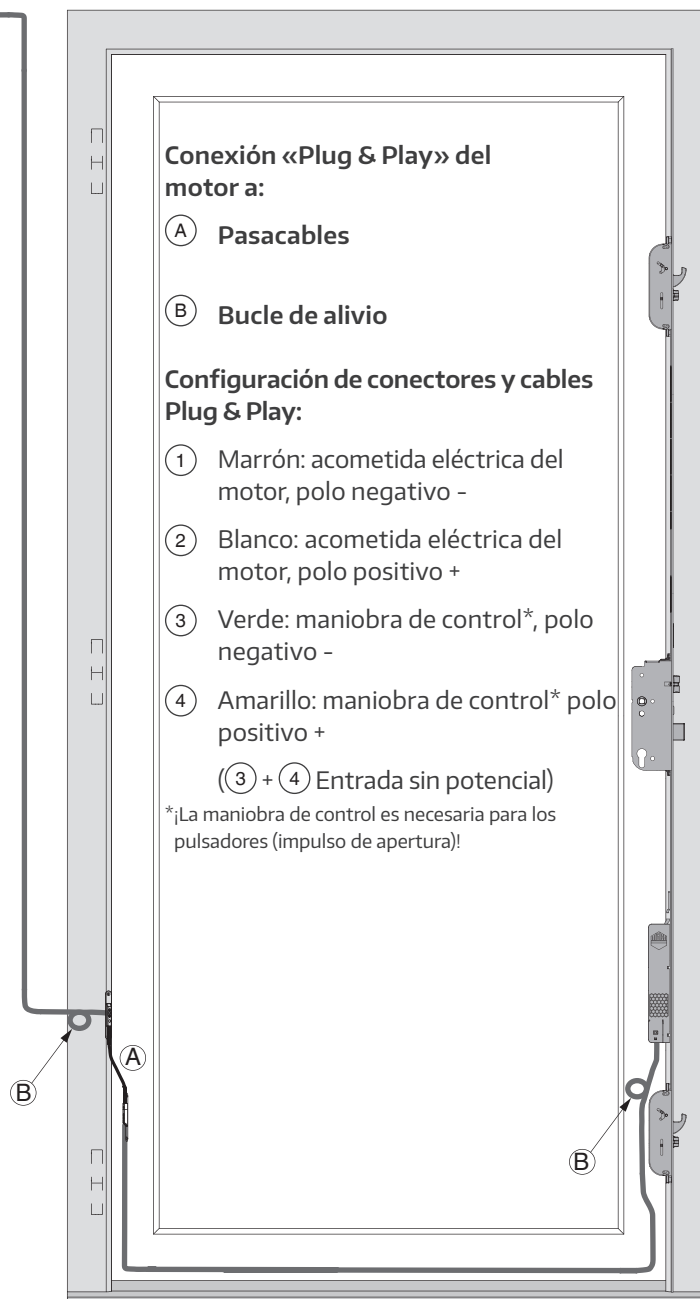 Conexión «Plug & Play» del
motor a:
A Pasacables
B Bucle de alivio
Configuración de conectores y cables
Plug & Play:
1 Marrón: acometida eléctrica del
motor, polo negativo -
2 Blanco: acometida eléctrica del
motor, polo positivo +
3 Verde: maniobra de control*, polo
negativo -
4 Amarillo: maniobra de control* polo
positivo +
(3 + 4 Entrada sin potencial)
*¡La maniobra de control es necesaria para los
pulsadores (impulso de apertura)!
A
B
B